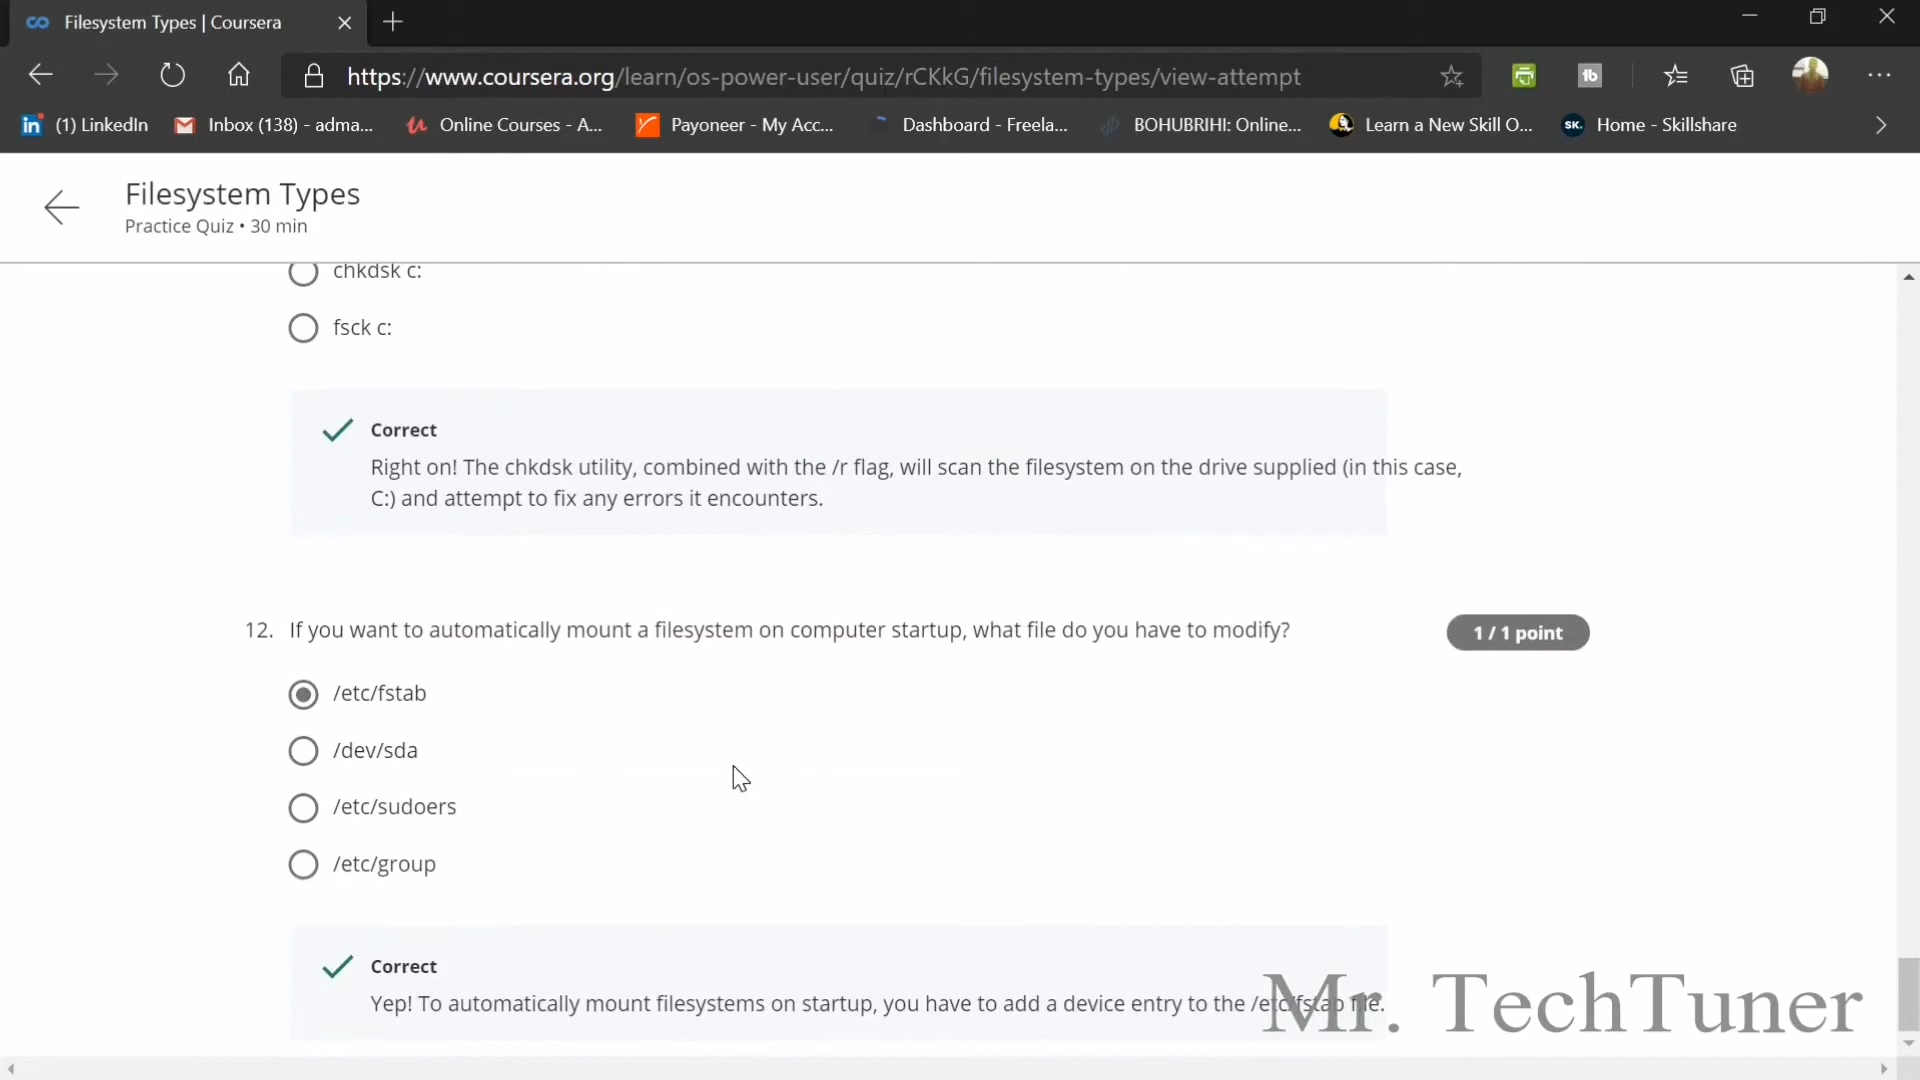 Filesystem Types | Coursera
https://www.coursera.org/learn/os-power-user/quiz/rCKkG/filesystem-types/view-attempt
(1) LinkedIn Inbox (138) - adma... Online Courses - A... Payoneer - My Acc... Dashboard - Freela... BOHUBRIHI: Online... Learn a New Skill O... SK. Home - Skillshare
Filesystem Types
Practice Quiz • 30 min
chkdsk c:
fsck c:
Correct
Right on! The chkdsk utility, combined with the /r flag, will scan the filesystem on the drive supplied (in this case,
C:) and attempt to fix any errors it encounters.
12. If you want to automatically mount a filesystem on computer startup, what file do you have to modify?
1 / 1 point
/etc/fstab
/dev/sda
/etc/sudoers
/etc/group
Correct
Yep! To automatically mount filesystems on startup, you have to add a device entry to the /etc/fstab file.
Mr. TechTuner